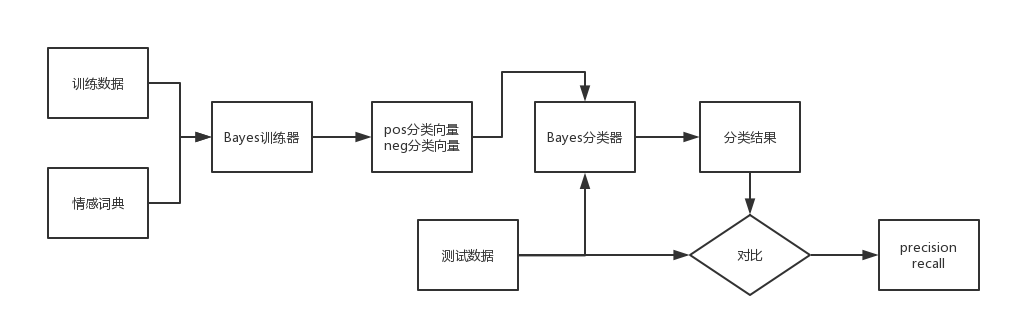 训练数据
情感词典
Bayes训练器
pos分类向量
neg分类向量
Bayes分类器
分类结果
测试数据
对比
precision
recall